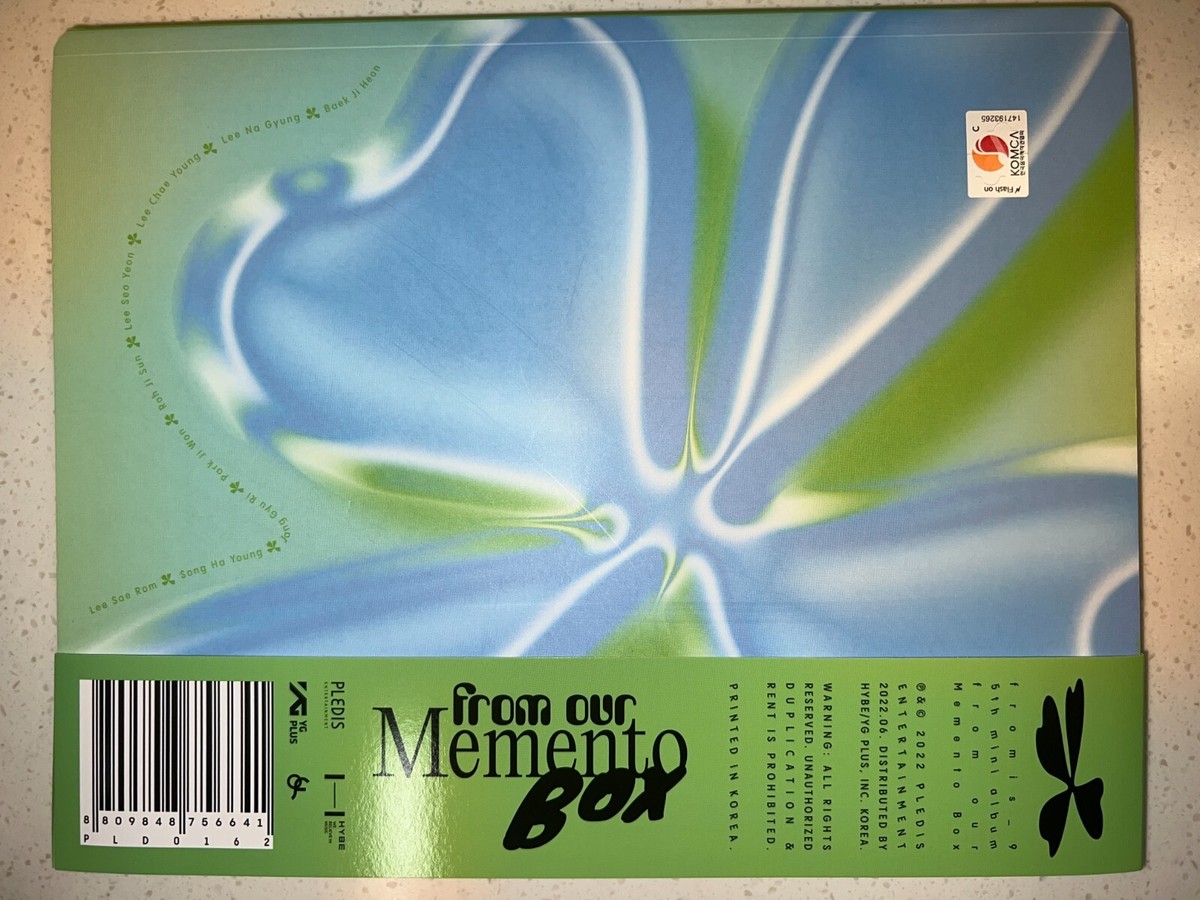 Lee Sae Rom ☘ Song Ha Young ☘ Jang Gyu Ri ☘ Park Ji Won ☘ Roh Ji Sun ☘ Lee Seo Yeon ☘ Lee Chae Young ☘ Lee Na Gyung ☘ Baek Ji Heon
147193265
C
KOMCA
Flash on
from our
Memento
Box
8 809848 756641
P L D 0 1 6 2
YG
PLUS
PLEDIS
ENTERTAINMENT
HYBE
PRINTED IN KOREA.
WARNING: ALL RIGHTS
RESERVED. UNAUTHORIZED
DUPLICATION &
RENT IS PROHIBITED.
℗&© 2022 PLEDIS
ENTERTAINMENT
2022.06. DISTRIBUTED BY
HYBE/YG PLUS, INC. KOREA.
fromis_9
5th mini album
from our
Memento Box